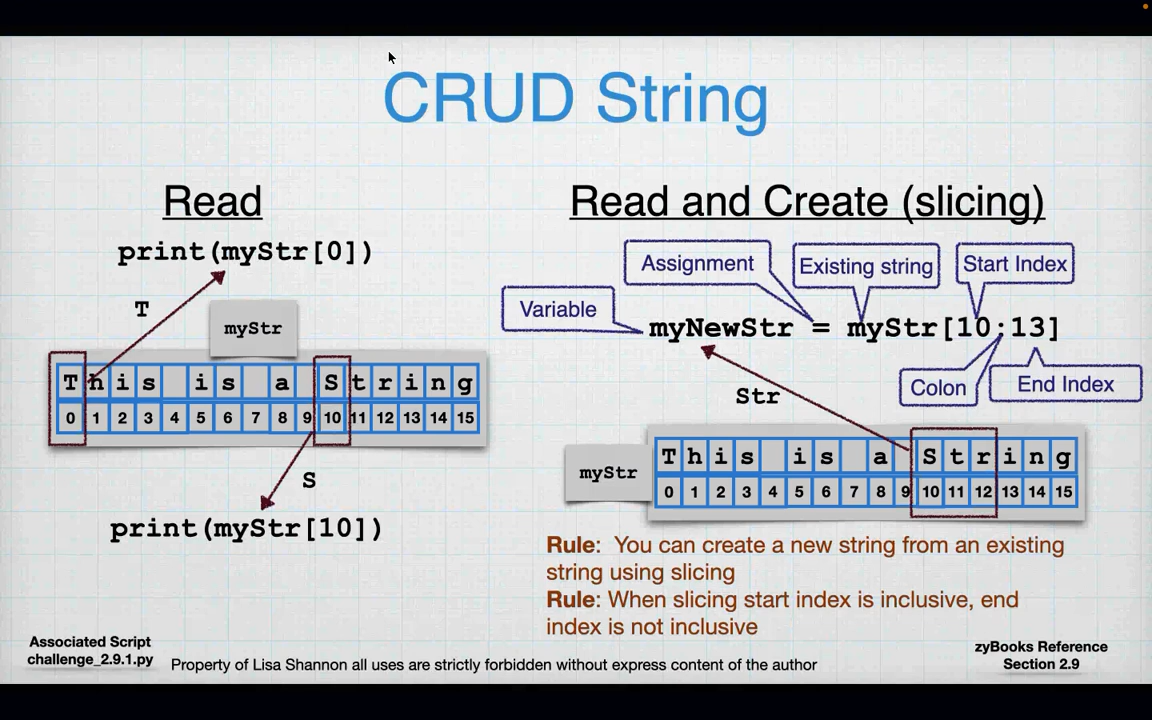 CRUD String
Read
print(myStr[0])
T
myStr
T h i s   i s   a   S t r i n g
0 1 2 3 4 5 6 7 8 9 10 11 12 13 14 15
S
print(myStr[10])
Read and Create (slicing)
Assignment
Existing string
Start Index
Variable
myNewStr = myStr[10:13]
Colon
End Index
Str
myStr
T h i s   i s   a   S t r i n g
0 1 2 3 4 5 6 7 8 9 10 11 12 13 14 15
Rule: You can create a new string from an existing
string using slicing
Rule: When slicing start index is inclusive, end
index is not inclusive
Associated Script
challenge_2.9.1.py
Property of Lisa Shannon all uses are strictly forbidden without express content of the author
zyBooks Reference
Section 2.9